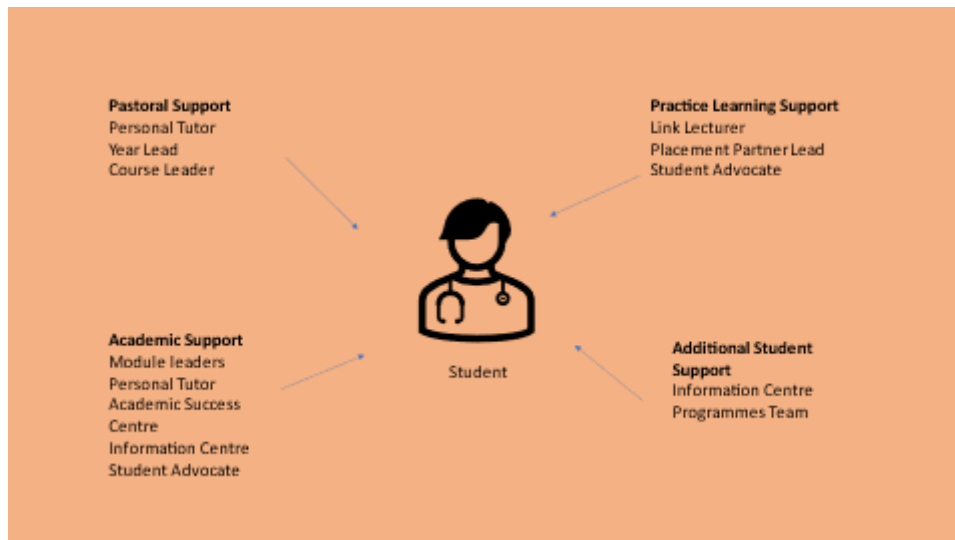 Pastoral Support
Personal Tutor
Year Lead
Course Leader
Practice Learning Support
Link Lecturer
Placement Partner Lead
Student Advocate
Student
Academic Support
Module leaders
Personal Tutor
Academic Success
Centre
Information Centre
Student Advocate
Additional Student
Support
Information Centre
Programmes Team